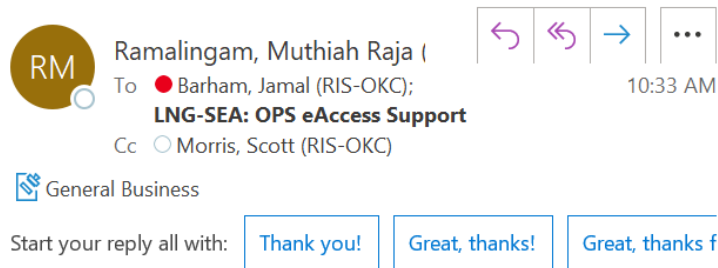 RM
Ramalingam, Muthiah Raja (
To Barham, Jamal (RIS-OKC);
10:33 AM
LNG-SEA: OPS eAccess Support
Cc Morris, Scott (RIS-OKC)
General Business
Start your reply all with: Thank you! Great, thanks! Great, thanks f